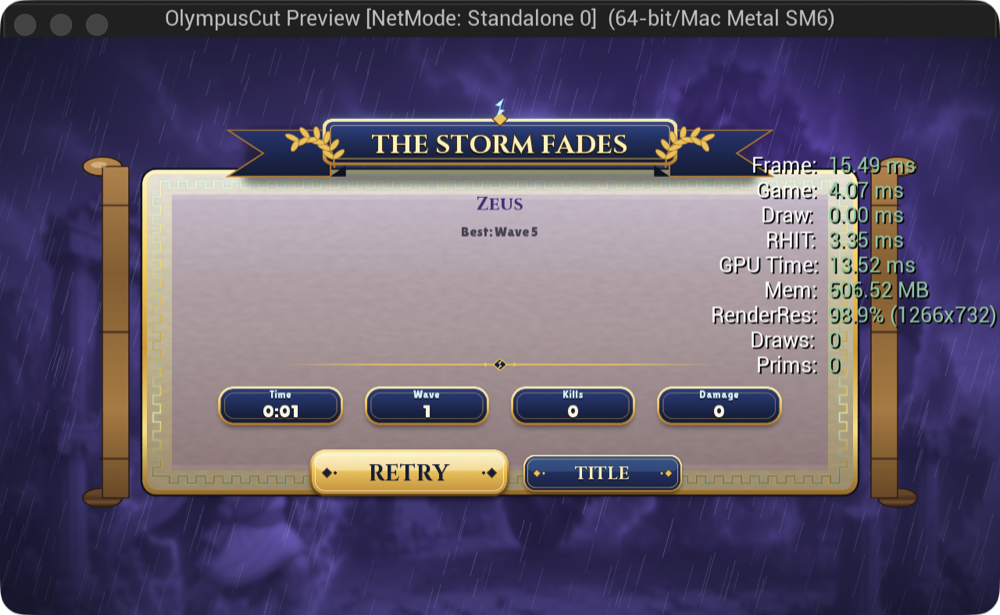 OlympusCut Preview [NetMode: Standalone 0] (64-bit/Mac Metal SM6)
THE STORM FADES
Zeus
Best: Wave 5
Frame: 15.49 ms
Game: 4.07 ms
Draw: 0.00 ms
RHIT: 3.35 ms
GPU Time: 13.52 ms
Mem: 506.52 MB
RenderRes: 98.9% (1266x732)
Draws: 0
Prims: 0
Time Wave Kills Damage
0:01 1 0 0
RETRY TITLE